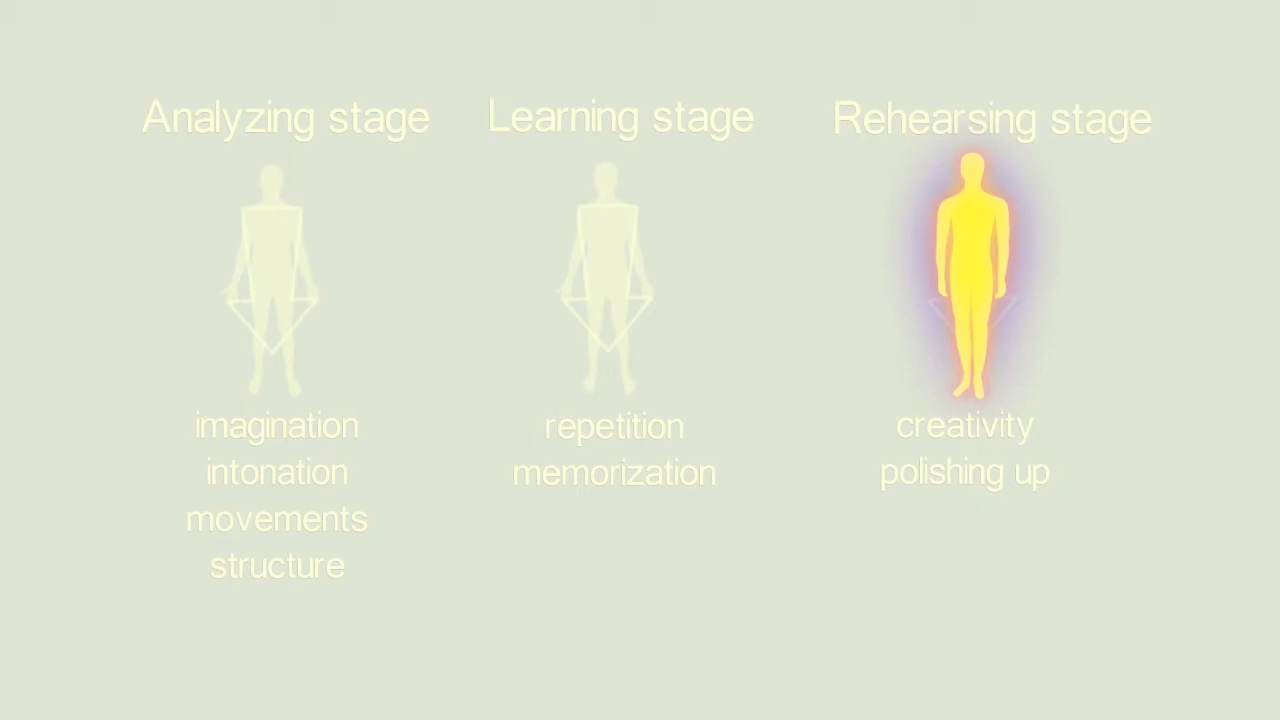 Analyzing stage
Learning stage
Rehearsing stage
imagination
intonation
movements
structure
repetition
memorization
creativity
polishing up